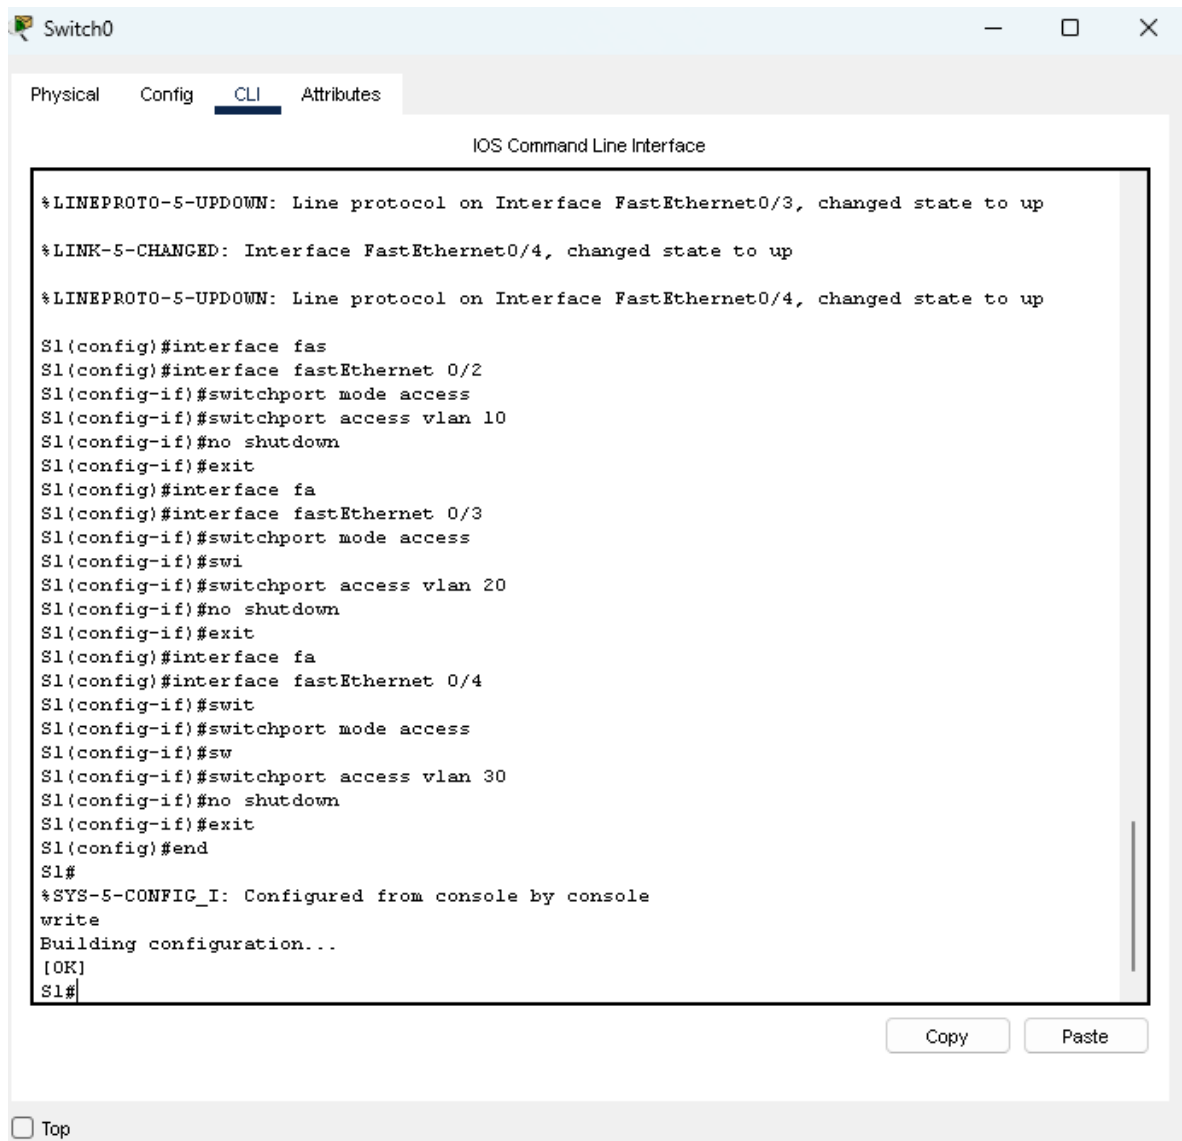 Switch0
Physical Config CLI Attributes
IOS Command Line Interface
%LINEPROTO-5-UPDOWN: Line protocol on Interface FastEthernet0/3, changed state to up
%LINK-5-CHANGED: Interface FastEthernet0/4, changed state to up
%LINEPROTO-5-UPDOWN: Line protocol on Interface FastEthernet0/4, changed state to up
S1(config)#interface fas
S1(config)#interface fastEthernet 0/2
S1(config-if)#switchport mode access
S1(config-if)#switchport access vlan 10
S1(config-if)#no shutdown
S1(config-if)#exit
S1(config)#interface fa
S1(config)#interface fastEthernet 0/3
S1(config-if)#switchport mode access
S1(config-if)#swi
S1(config-if)#switchport access vlan 20
S1(config-if)#no shutdown
S1(config-if)#exit
S1(config)#interface fa
S1(config)#interface fastEthernet 0/4
S1(config-if)#swit
S1(config-if)#switchport mode access
S1(config-if)#sw
S1(config-if)#switchport access vlan 30
S1(config-if)#no shutdown
S1(config-if)#exit
S1(config)#end
S1#
%SYS-5-CONFIG_I: Configured from console by console
write
Building configuration...
[OK]
S1#
Copy Paste
Top